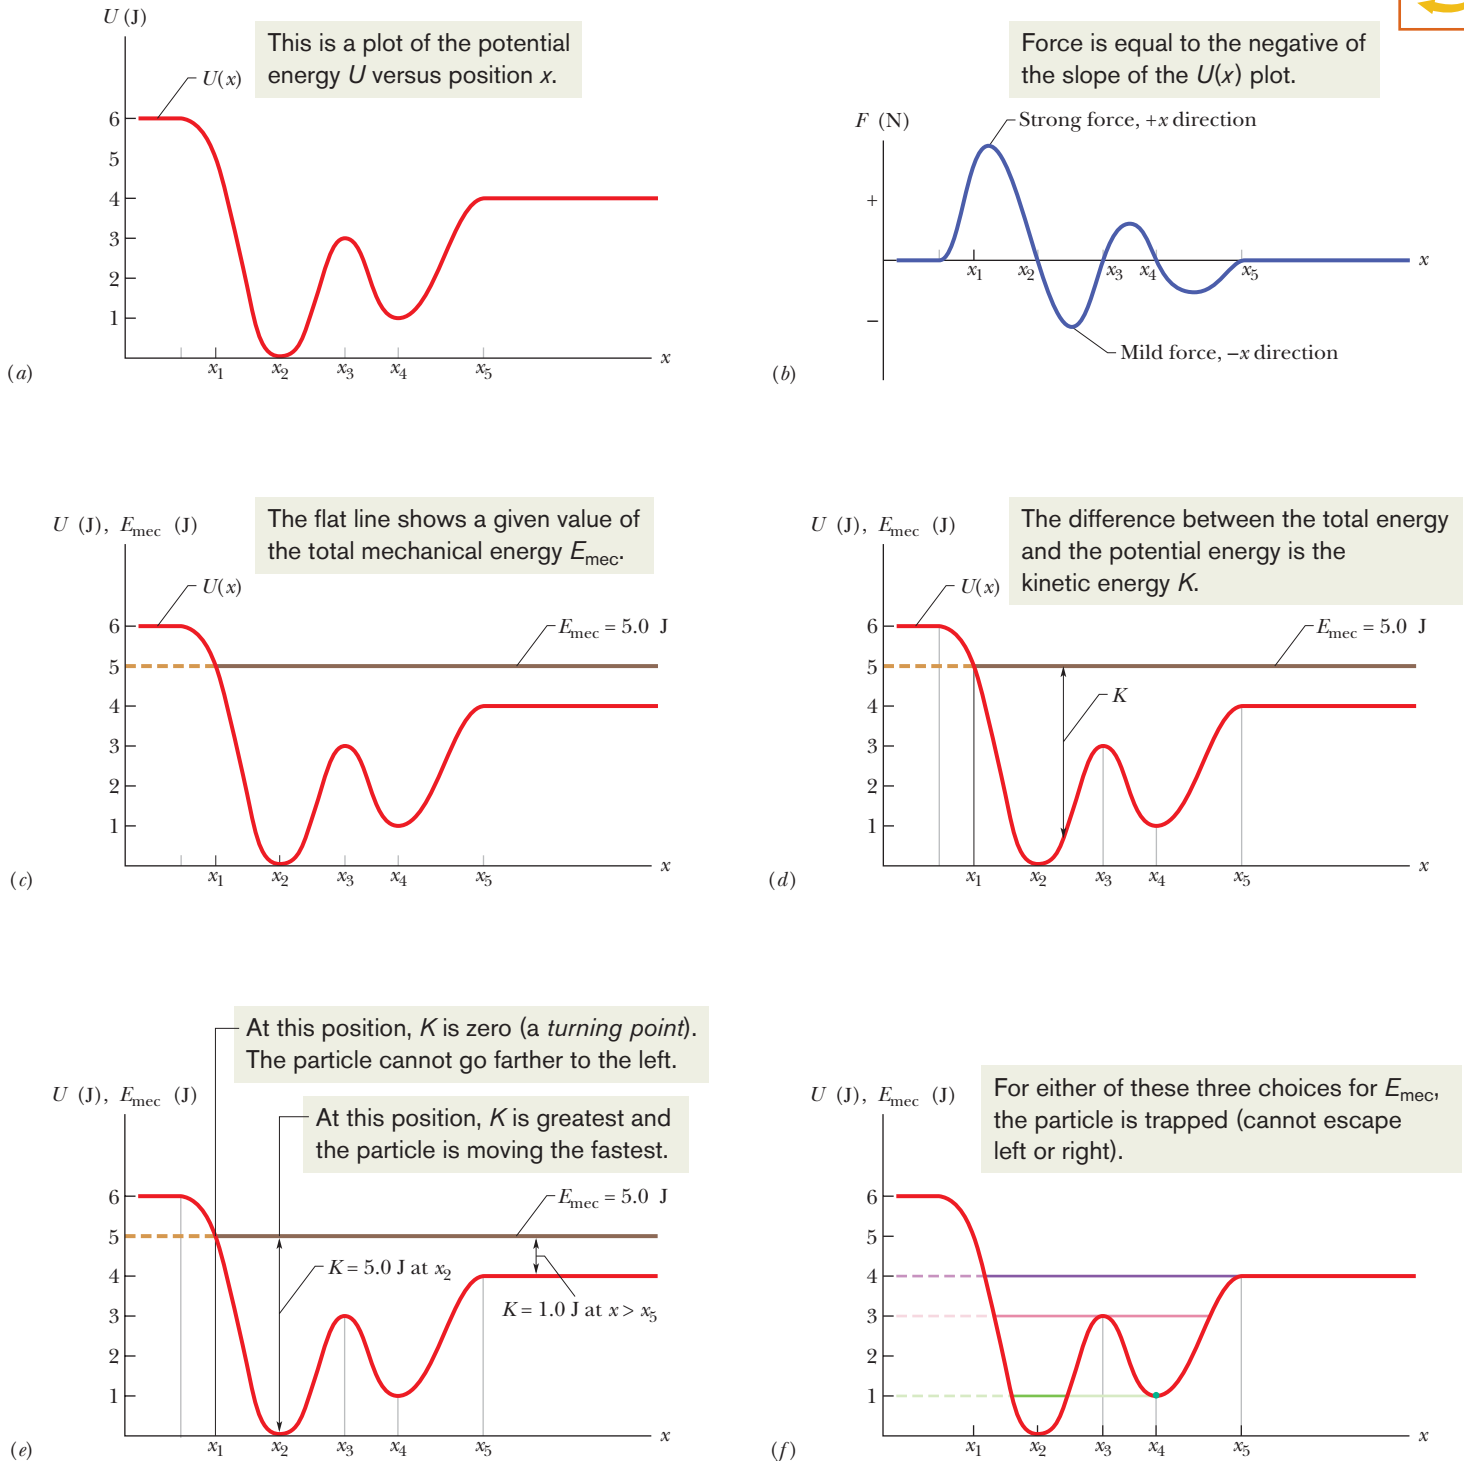 U (J)
This is a plot of the potential
energy U versus position x.
U(x)
6
5
4
3
2
1
x₁ x₂ x₃ x₄ x₅ x
(a)
Force is equal to the negative of
the slope of the U(x) plot.
F (N)
Strong force, +x direction
+
x₁ x₂ x₃ x₄ x₅ x
–
Mild force, –x direction
(b)
U (J), Emec (J)
The flat line shows a given value of
the total mechanical energy Emec.
U(x)
6
Emec = 5.0 J
5
4
3
2
1
x₁ x₂ x₃ x₄ x₅ x
(c)
U (J), Emec (J)
The difference between the total energy
and the potential energy is the
kinetic energy K.
U(x)
6
Emec = 5.0 J
5
K
4
3
2
1
x₁ x₂ x₃ x₄ x₅ x
(d)
At this position, K is zero (a turning point).
The particle cannot go farther to the left.
U (J), Emec (J)
At this position, K is greatest and
the particle is moving the fastest.
6
Emec = 5.0 J
5
K = 5.0 J at x₂
4
K = 1.0 J at x > x₅
3
2
1
x₁ x₂ x₃ x₄ x₅ x
(e)
U (J), Emec (J)
For either of these three choices for Emec,
the particle is trapped (cannot escape
left or right).
6
5
4
3
2
1
x₁ x₂ x₃ x₄ x₅ x
(f)